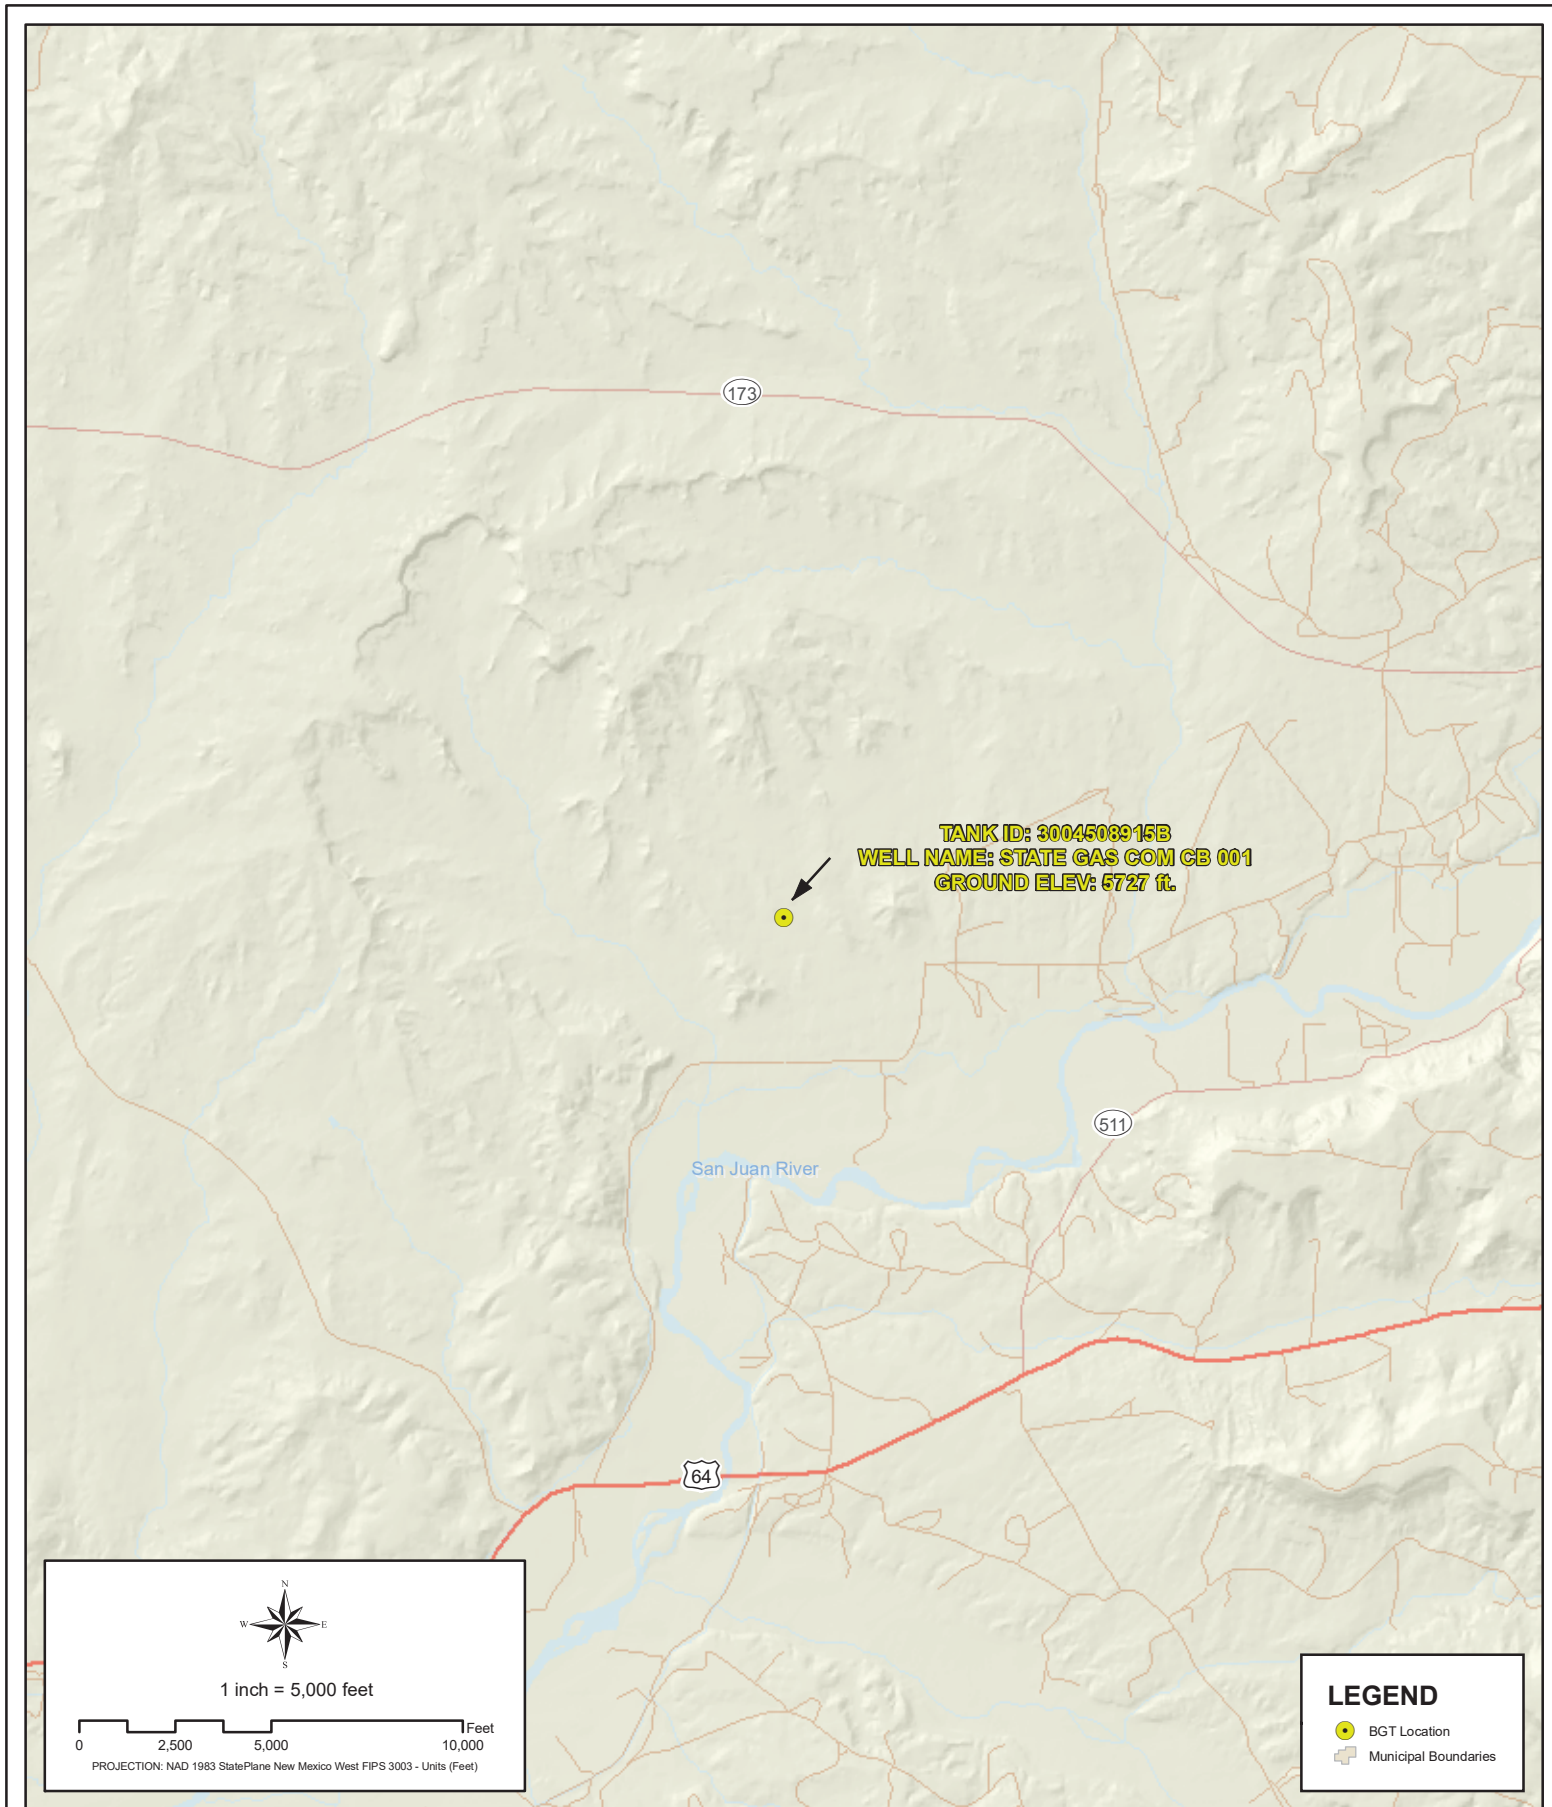 173
TANK ID: 3004508915B
WELL NAME: STATE GAS COM CB 001
GROUND ELEV: 5727 ft.
511
San Juan River
64
N
W E
S
1 inch = 5,000 feet
Feet
0 2,500 5,000 10,000
PROJECTION: NAD 1983 StatePlane New Mexico West FIPS 3003 - Units (Feet)
LEGEND
BGT Location
Municipal Boundaries